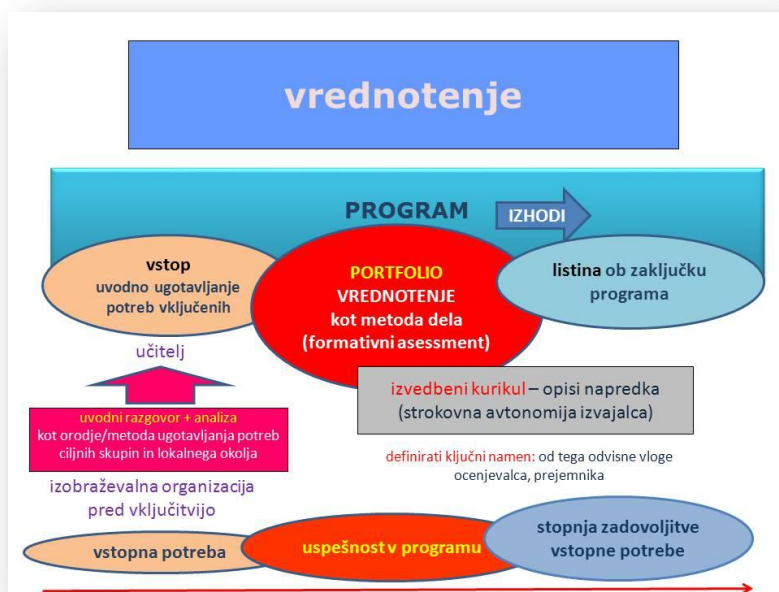 vrednotenje
PROGRAM
IZHODI
vstop
uvodno ugotavljanje
potreb vključenih
PORTFOLIO
VREDNOTENJE
kot metoda dela
(formativni asessment)
listina ob zaključku
programa
učitelj
uvodni razgovor + analiza
kot orodje/metoda ugotavljanja potreb
ciljnih skupin in lokalnega okolja
izvedbeni kurikul – opisi napredka
(strokovna avtonomija izvajalca)
definirati ključni namen: od tega odvisne vloge
ocenjevalca, prejemnika
izobraževalna organizacija
pred vključitvijo
vstopna potreba
uspešnost v programu
stopnja zadovoljitve
vstopne potrebe